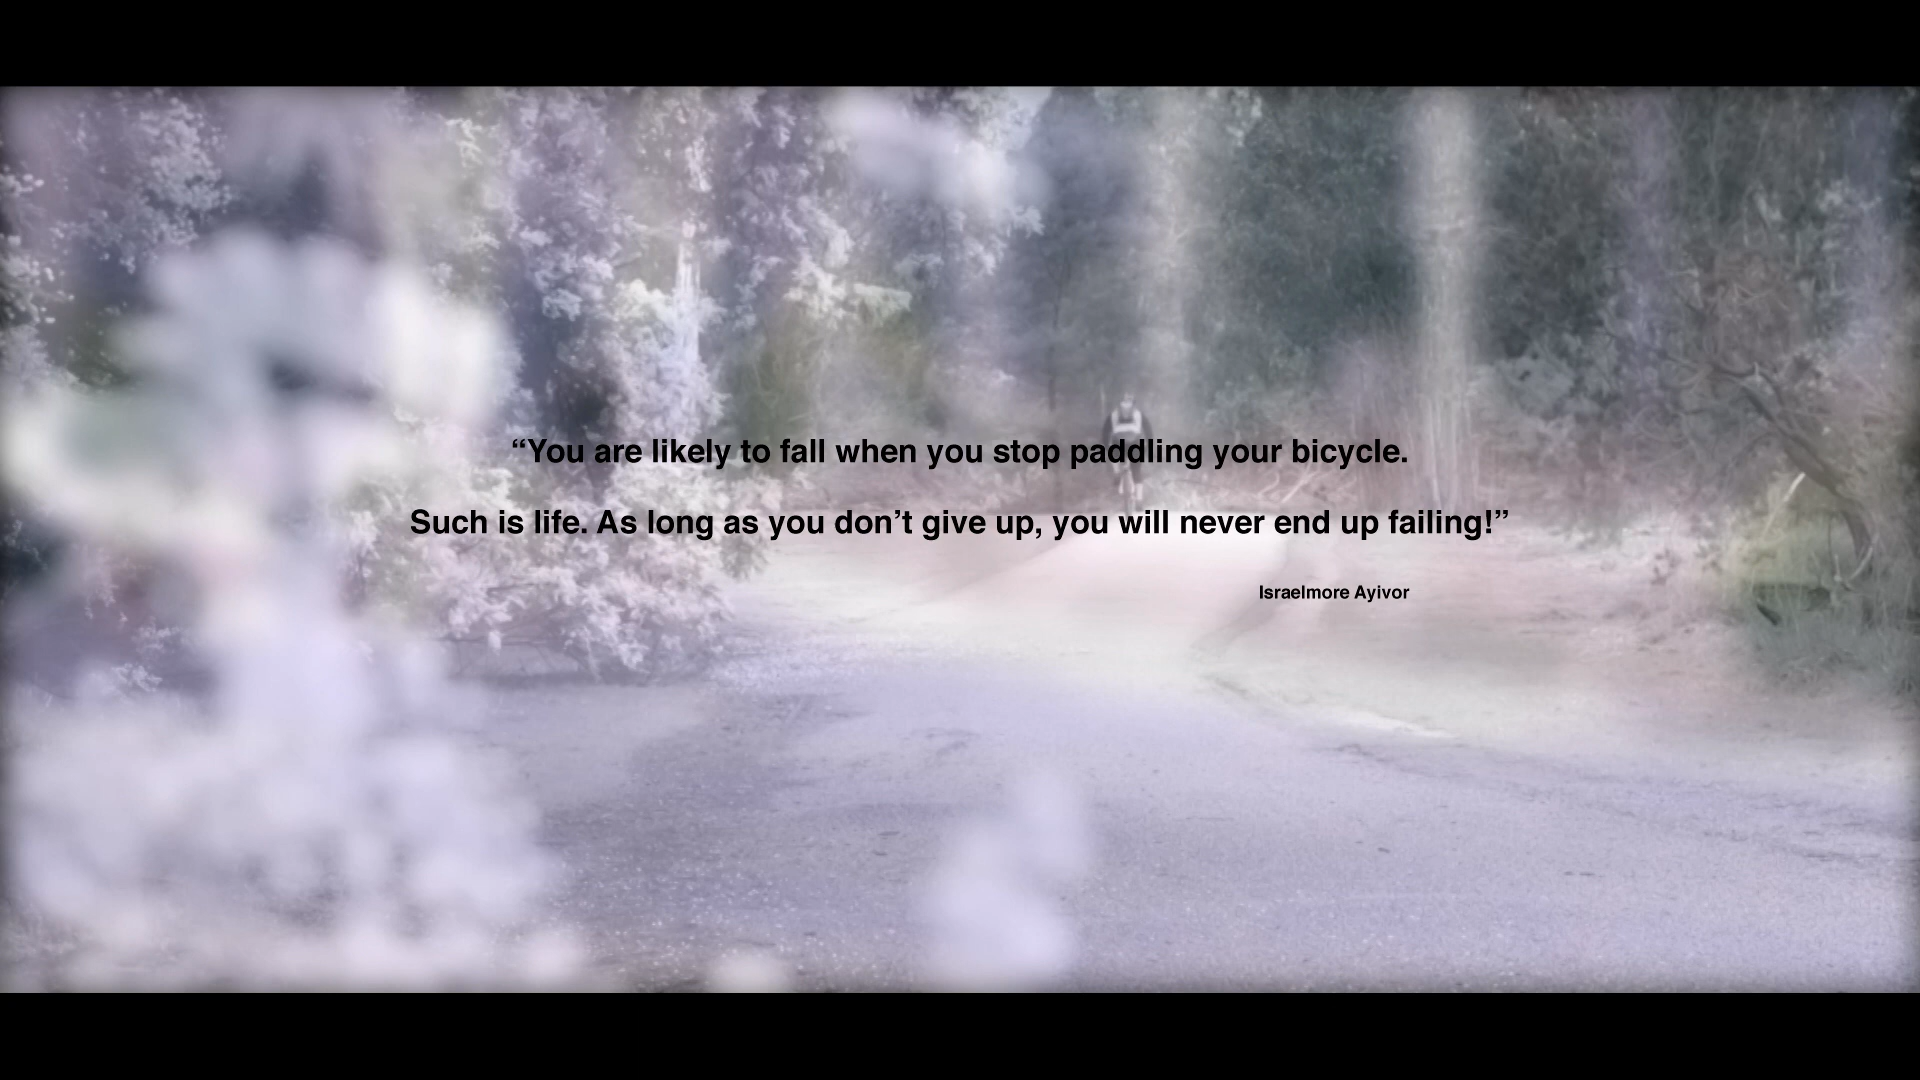 “You are likely to fall when you stop paddling your bicycle.
Such is life. As long as you don’t give up, you will never end up failing!”
Israelmore Ayivor